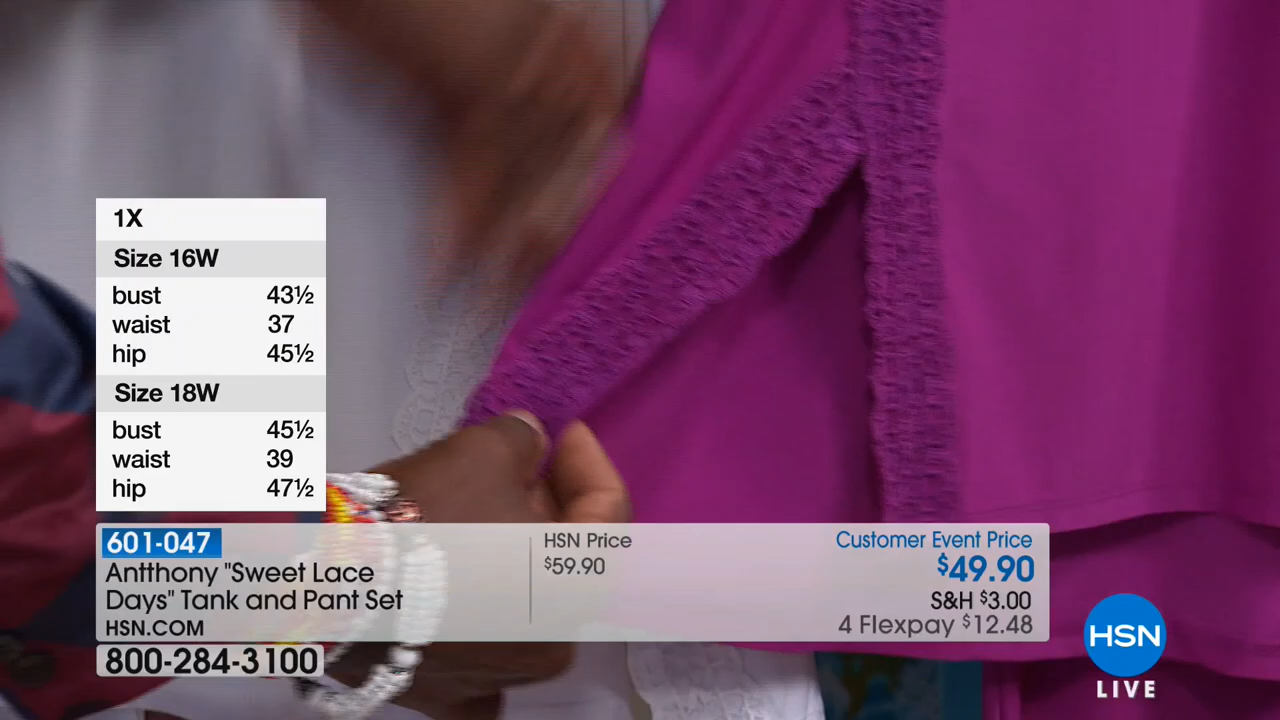 1X
Size 16W
bust 43½
waist 37
hip 45½
Size 18W
bust 45½
waist 39
hip 47½
601-047
Antthony "Sweet Lace
Days" Tank and Pant Set
HSN.COM
800-284-3100
HSN Price
$59.90
Customer Event Price
$49.90
S&H $3.00
4 Flexpay $12.48
HSN
LIVE